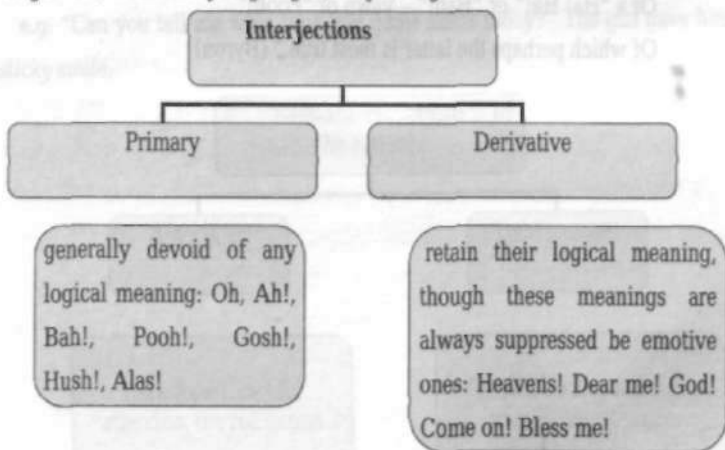 Interjections
Primary
Derivative
generally devoid of any
logical meaning: Oh, Ah!,
Bah!, Pooh!, Gosh!,
Hush!, Alas!
retain their logical meaning,
though these meanings are
always suppressed be emotive
ones: Heavens! Dear me! God!
Come on! Bless me!